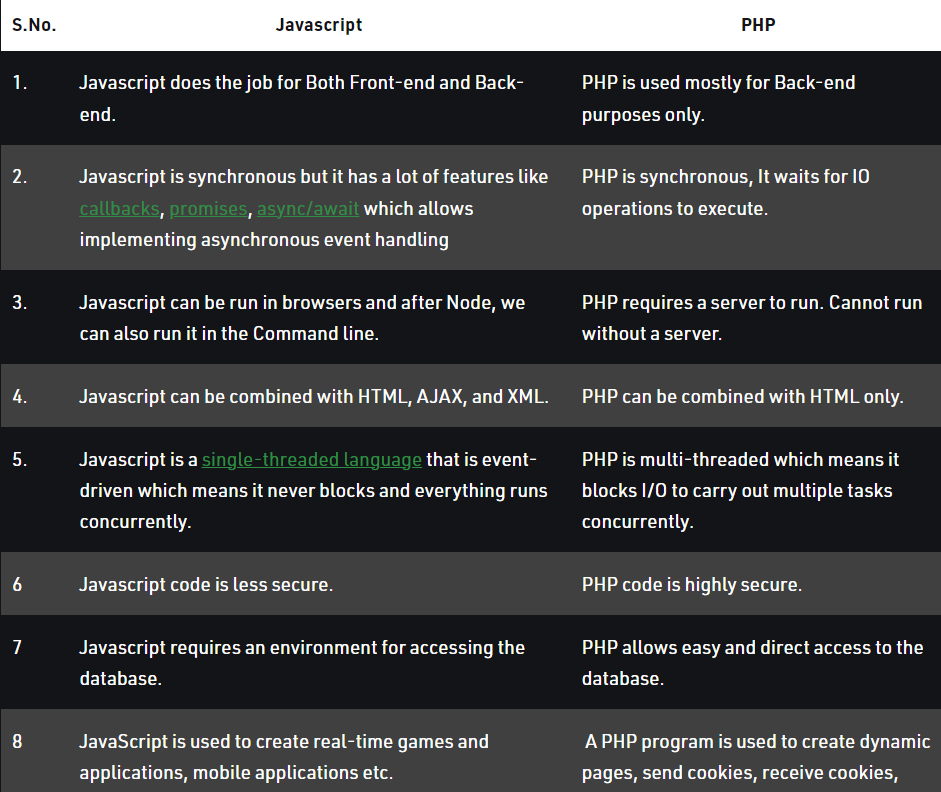 S.No. Javascript PHP
1. Javascript does the job for Both Front-end and Back- PHP is used mostly for Back-end
end. purposes only.
2. Javascript is synchronous but it has a lot of features like PHP is synchronous, It waits for IO
callbacks, promises, async/await which allows operations to execute.
implementing asynchronous event handling
3. Javascript can be run in browsers and after Node, we PHP requires a server to run. Cannot run
can also run it in the Command line. without a server.
4. Javascript can be combined with HTML, AJAX, and XML. PHP can be combined with HTML only.
5. Javascript is a single-threaded language that is event- PHP is multi-threaded which means it
driven which means it never blocks and everything runs blocks I/O to carry out multiple tasks
concurrently. concurrently.
6 Javascript code is less secure. PHP code is highly secure.
7 Javascript requires an environment for accessing the PHP allows easy and direct access to the
database. database.
8 JavaScript is used to create real-time games and A PHP program is used to create dynamic
applications, mobile applications etc. pages, send cookies, receive cookies,